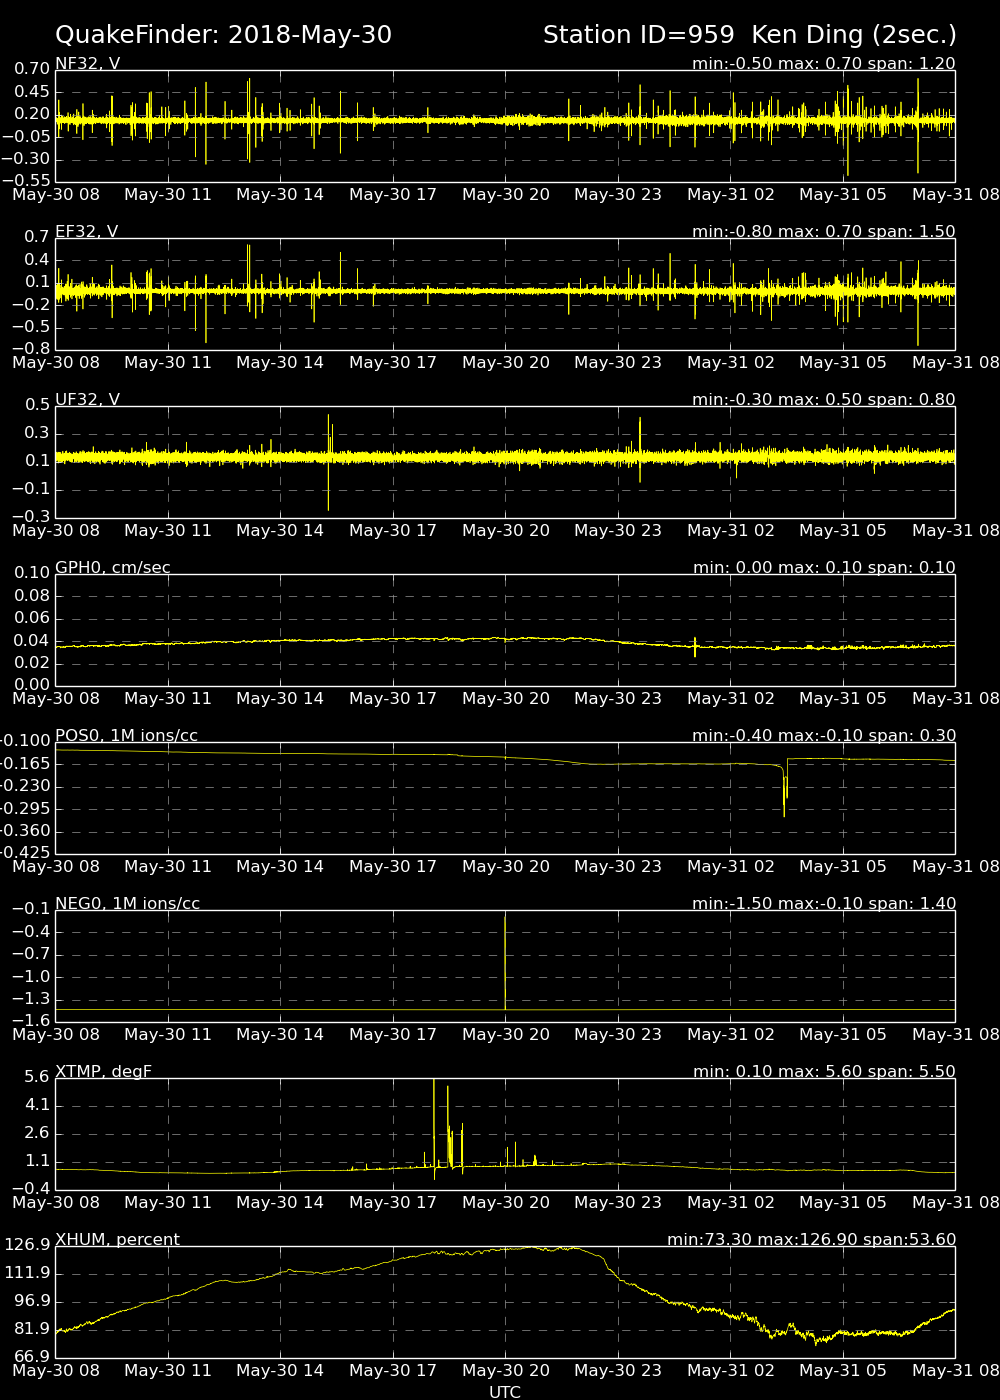 QuakeFinder: 2018-May-30 Station ID=959 Ken Ding (2sec.)
NF32, V min:-0.50 max: 0.70 span: 1.20
0.70
0.45
0.20
−0.05
−0.30
−0.55
May-30 08 May-30 11 May-30 14 May-30 17 May-30 20 May-30 23 May-31 02 May-31 05 May-31 08
EF32, V min:-0.80 max: 0.70 span: 1.50
0.7
0.4
0.1
−0.2
−0.5
−0.8
May-30 08 May-30 11 May-30 14 May-30 17 May-30 20 May-30 23 May-31 02 May-31 05 May-31 08
UF32, V min:-0.30 max: 0.50 span: 0.80
0.5
0.3
0.1
−0.1
−0.3
May-30 08 May-30 11 May-30 14 May-30 17 May-30 20 May-30 23 May-31 02 May-31 05 May-31 08
GPH0, cm/sec min: 0.00 max: 0.10 span: 0.10
0.10
0.08
0.06
0.04
0.02
0.00
May-30 08 May-30 11 May-30 14 May-30 17 May-30 20 May-30 23 May-31 02 May-31 05 May-31 08
POS0, 1M ions/cc min:-0.40 max:-0.10 span: 0.30
−0.100
−0.165
−0.230
−0.295
−0.360
−0.425
May-30 08 May-30 11 May-30 14 May-30 17 May-30 20 May-30 23 May-31 02 May-31 05 May-31 08
NEG0, 1M ions/cc min:-1.50 max:-0.10 span: 1.40
−0.1
−0.4
−0.7
−1.0
−1.3
−1.6
May-30 08 May-30 11 May-30 14 May-30 17 May-30 20 May-30 23 May-31 02 May-31 05 May-31 08
XTMP, degF min: 0.10 max: 5.60 span: 5.50
5.6
4.1
2.6
1.1
−0.4
May-30 08 May-30 11 May-30 14 May-30 17 May-30 20 May-30 23 May-31 02 May-31 05 May-31 08
XHUM, percent min:73.30 max:126.90 span:53.60
126.9
111.9
96.9
81.9
66.9
May-30 08 May-30 11 May-30 14 May-30 17 May-30 20 May-30 23 May-31 02 May-31 05 May-31 08
UTC